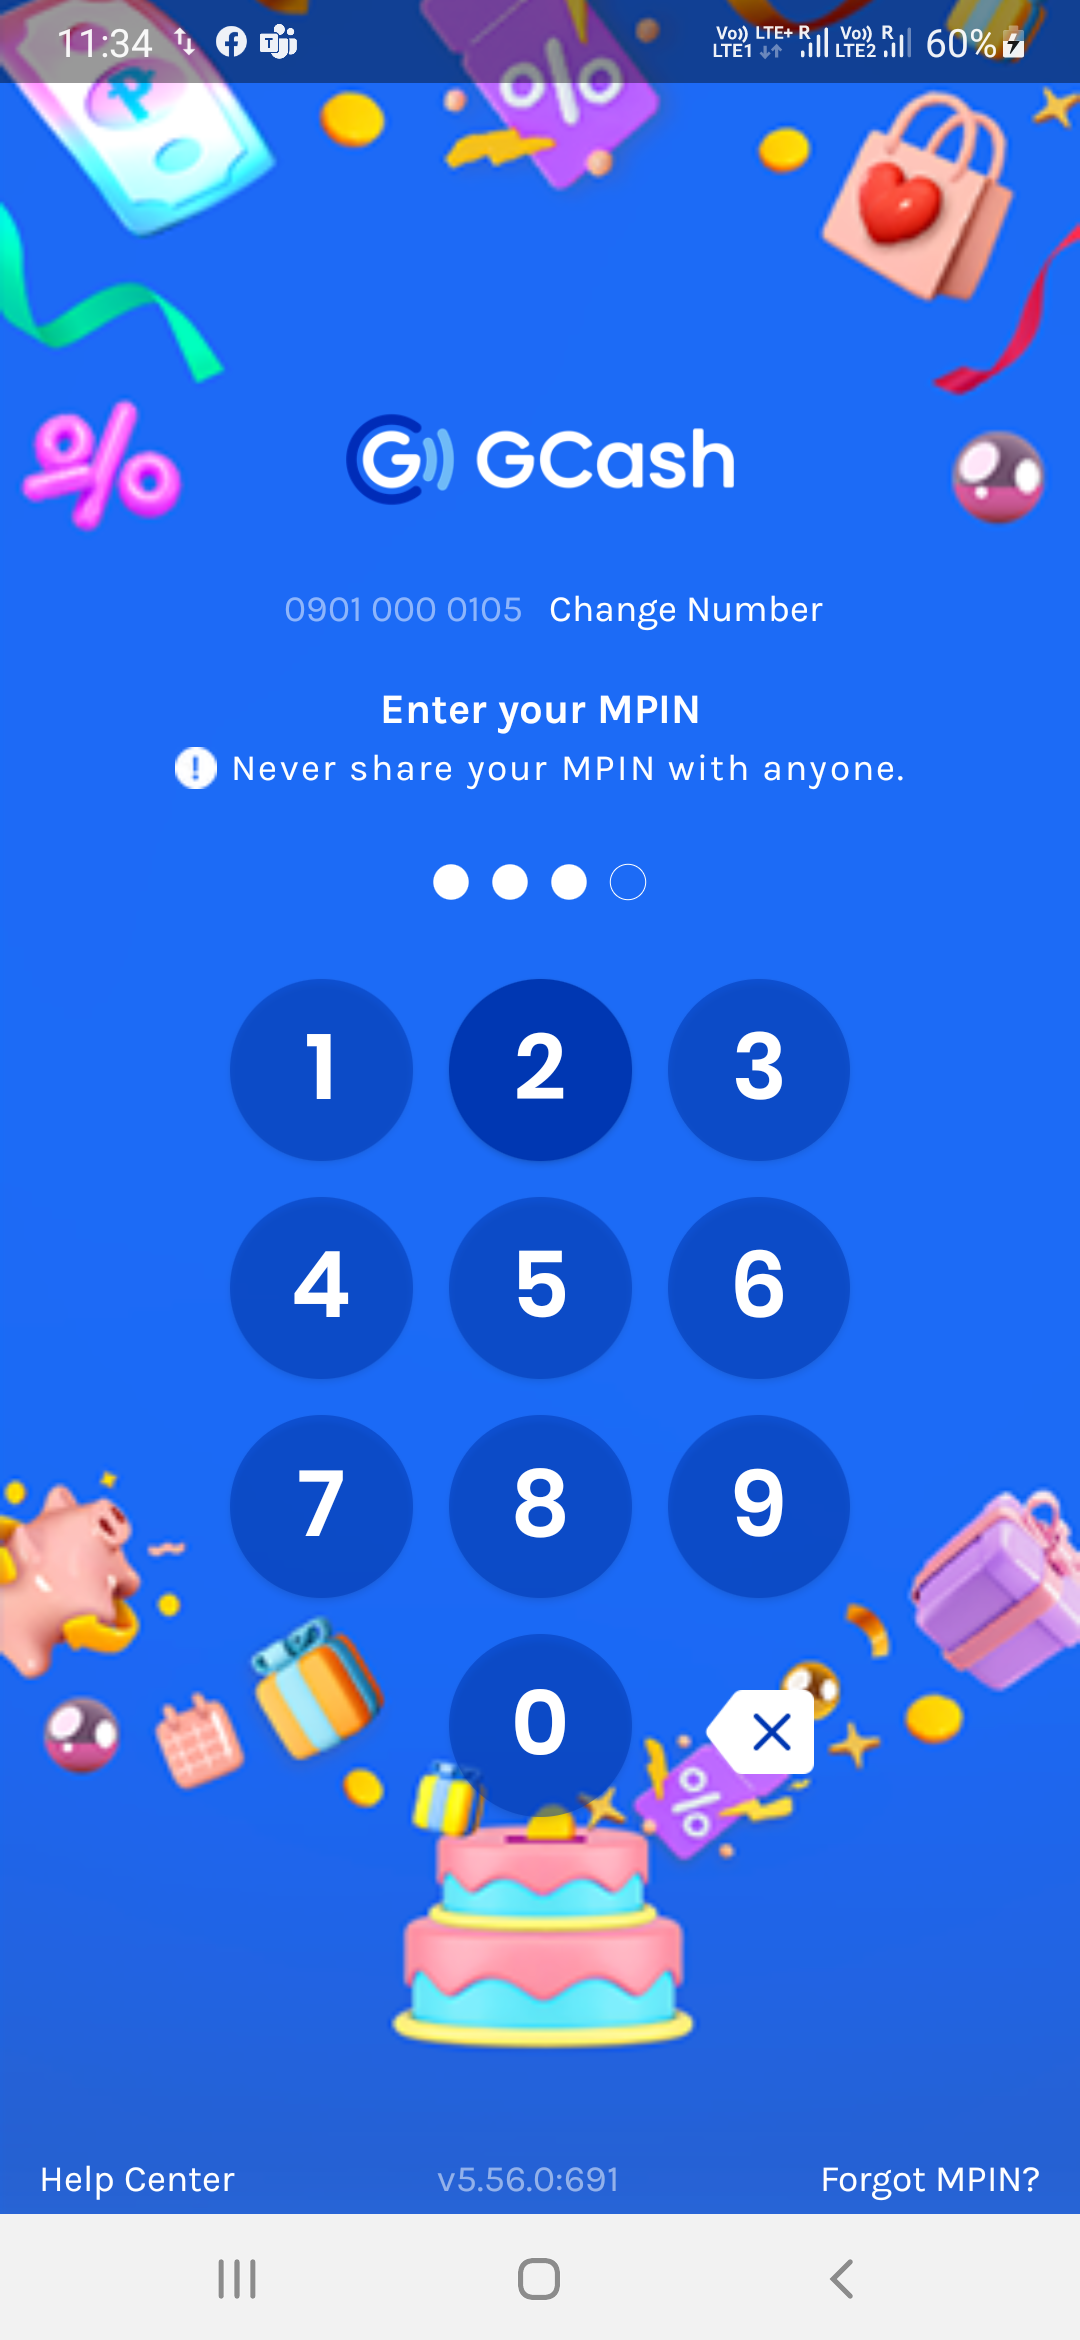 11:34 Vo)) LTE+ R Vo)) R 60%
LTE1 LTE2
%
%
G GCash
0901 000 0105 Change Number
Enter your MPIN
! Never share your MPIN with anyone.
1 2 3
4 5 6
7 8 9
0
%
Help Center v5.56.0:691 Forgot MPIN?